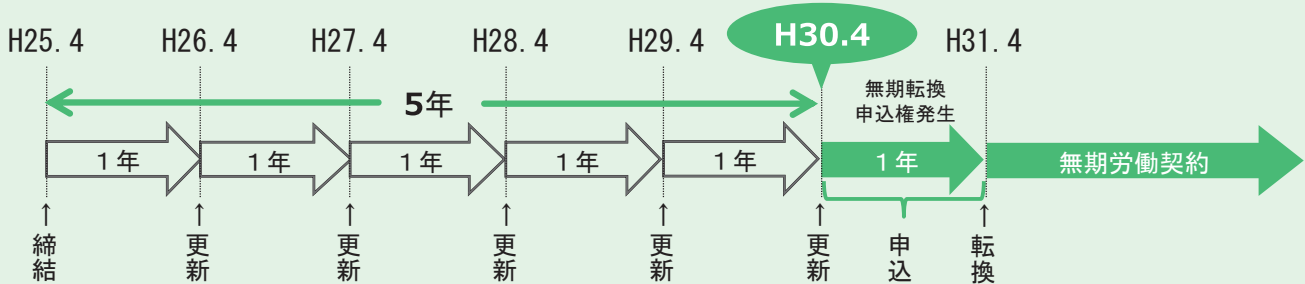 H25.4 H26.4 H27.4 H28.4 H29.4 H30.4 H31.4
5年
無期転換
申込権発生
１年 １年 １年 １年 １年 １年 無期労働契約
↑ ↑ ↑ ↑ ↑ ↑ ↑
締結 更新 更新 更新 更新 更新 申込 転換